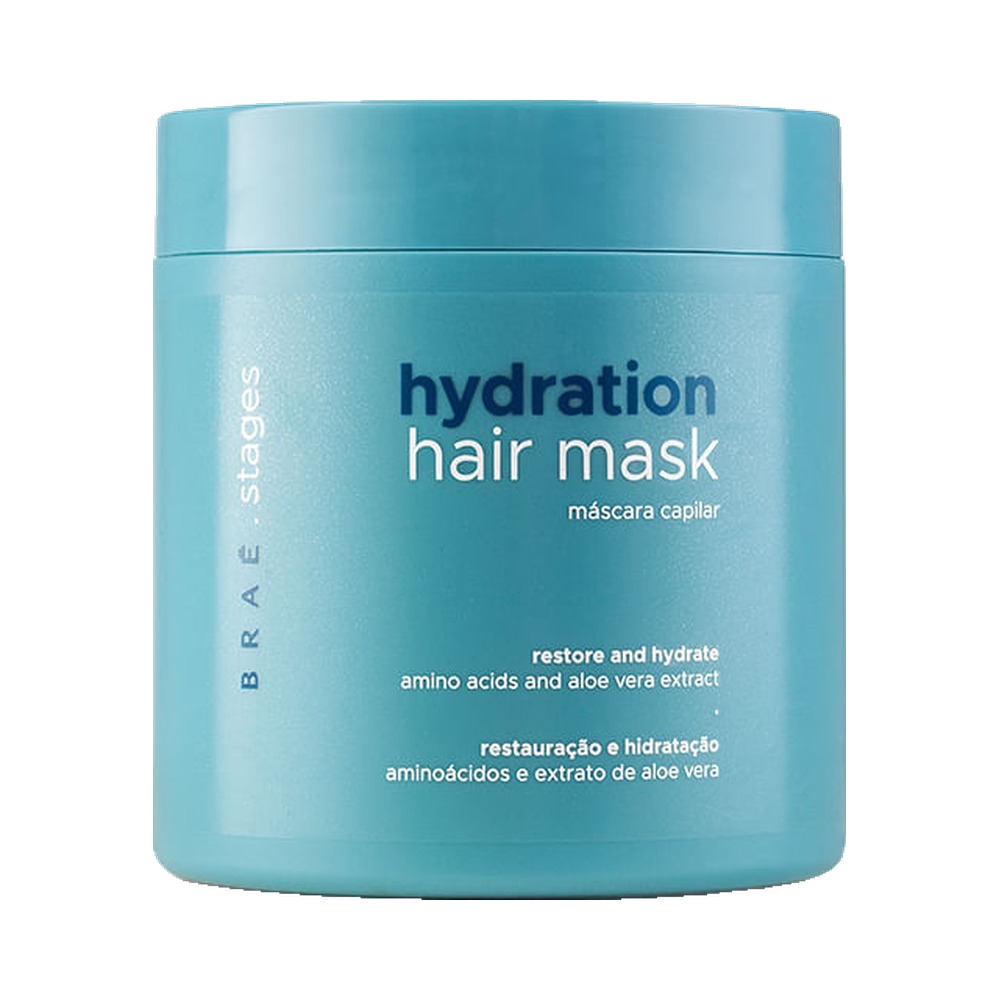 BRAÉ . stages
hydration
hair mask
máscara capilar
restore and hydrate
amino acids and aloe vera extract
.
restauração e hidratação
aminoácidos e extrato de aloe vera